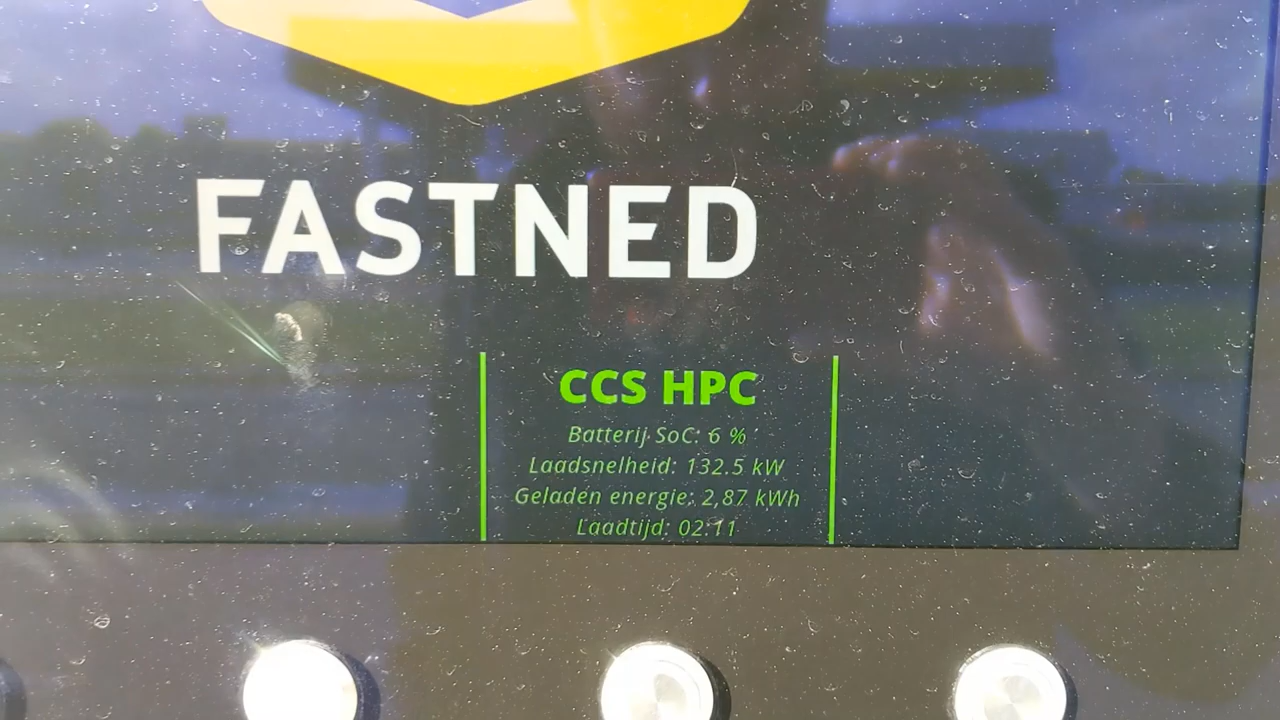 FASTNED
CCS HPC
Batterij SoC: 6 %
Laadsnelheid: 132.5 kW
Geladen energie: 2,87 kWh
Laadtijd: 02:11